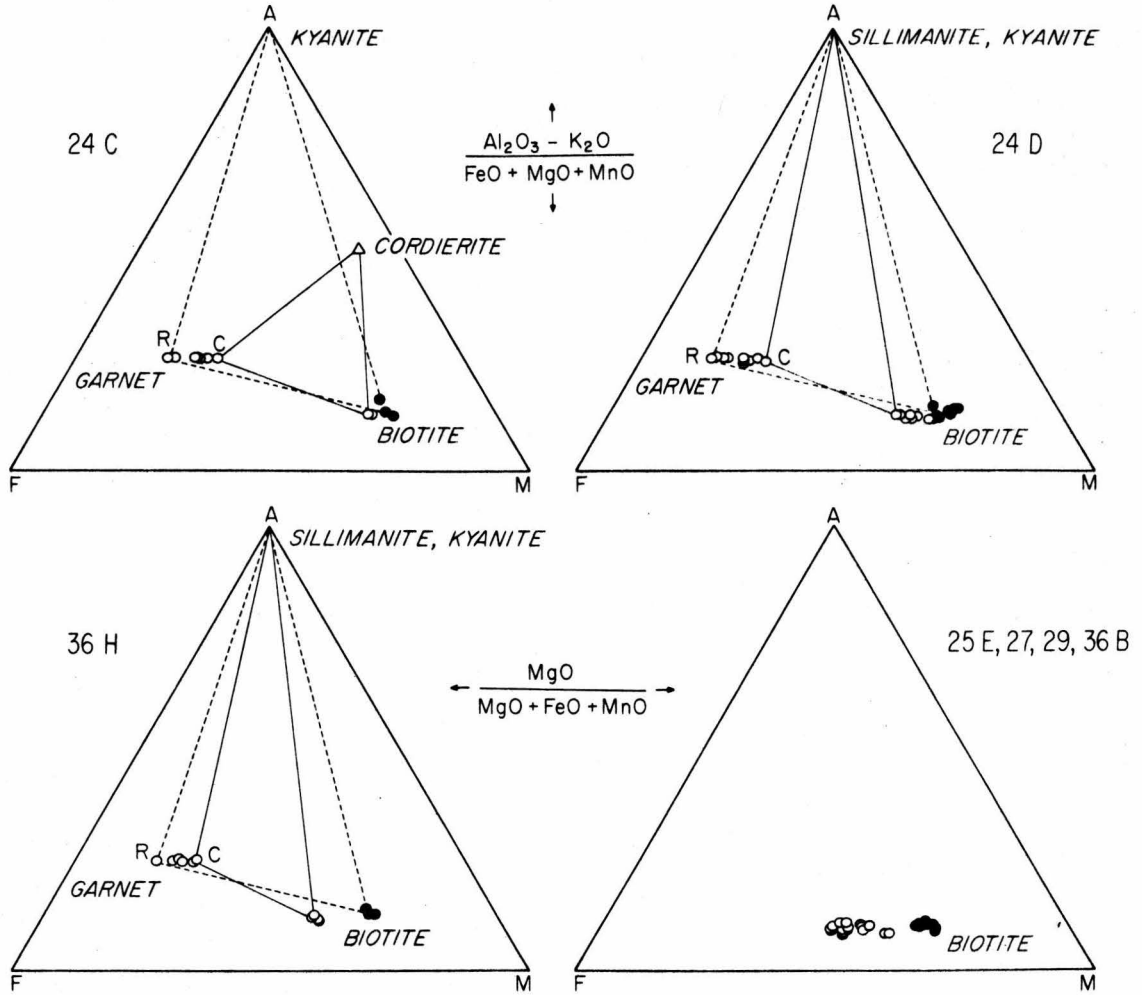 A
KYANITE
24 C
CORDIERITE
R
C
GARNET
BIOTITE
F
M
Al₂O₃ - K₂O
FeO + MgO + MnO
A
SILLIMANITE, KYANITE
24 D
R
C
GARNET
BIOTITE
F
M
A
SILLIMANITE, KYANITE
36 H
R
C
GARNET
BIOTITE
F
M
MgO
MgO + FeO + MnO
A
25 E, 27, 29, 36 B
BIOTITE
F
M